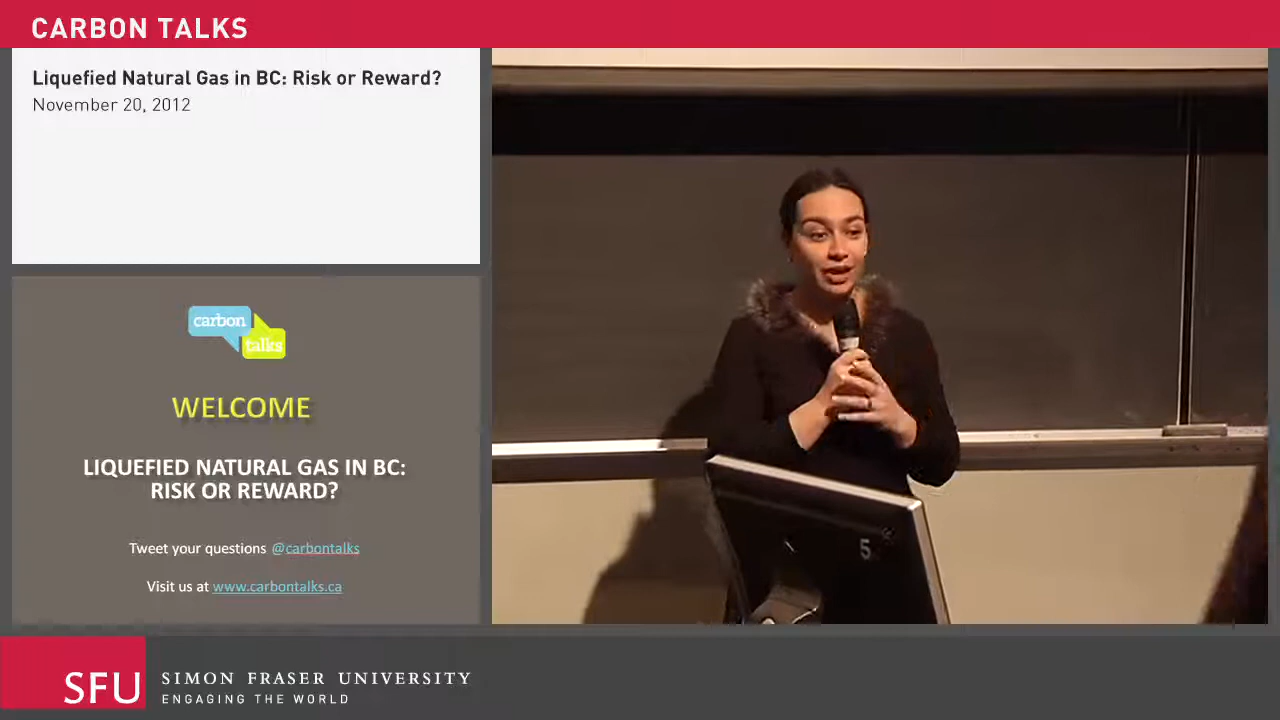 CARBON TALKS
Liquefied Natural Gas in BC: Risk or Reward?
November 20, 2012
carbon
talks
WELCOME
LIQUEFIED NATURAL GAS IN BC:
RISK OR REWARD?
Tweet your questions @carbontalks
Visit us at www.carbontalks.ca
5
SFU
SIMON FRASER UNIVERSITY
ENGAGING THE WORLD